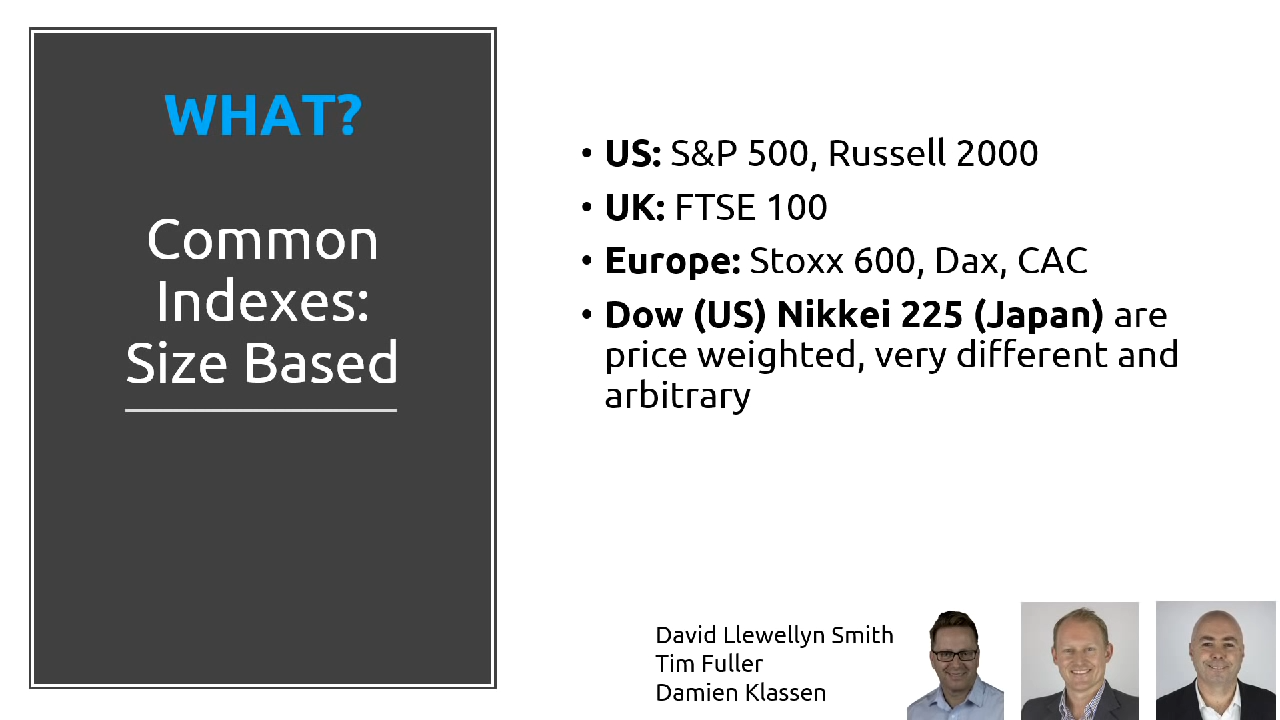 WHAT?
Common
Indexes:
Size Based
• US: S&P 500, Russell 2000
• UK: FTSE 100
• Europe: Stoxx 600, Dax, CAC
• Dow (US) Nikkei 225 (Japan) are
price weighted, very different and
arbitrary
David Llewellyn Smith
Tim Fuller
Damien Klassen